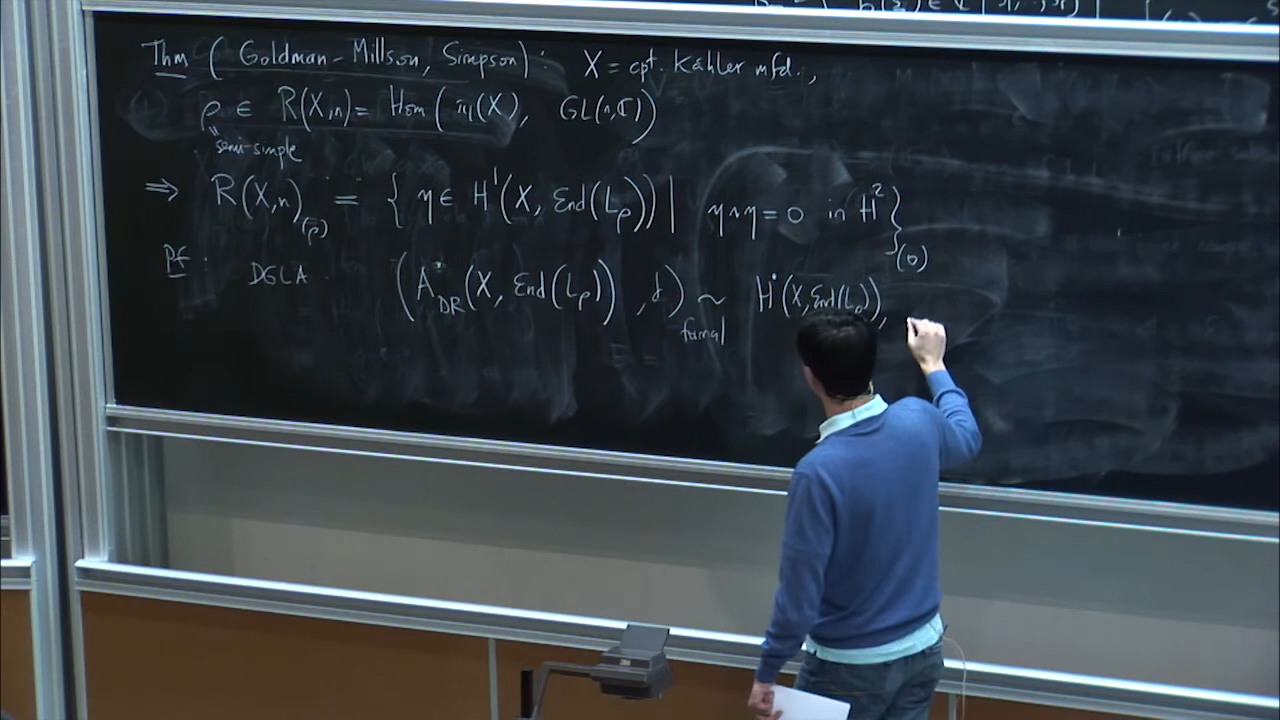 Thm (Goldman-Millson, Simpson): X = cpt. Kähler mfd.,
ρ ∈ R(X,n) = Hom(π₁(X), GL(n,ℂ))
semi-simple
⇒ R(X,n)_(ρ) = { η ∈ H¹(X, End(L_ρ)) | η∧η = 0 in H² }_(0)
Pf: DGLA (A^•_DR(X, End(L_ρ)), d) ~ H^•(X, End(L_ρ)),
formal